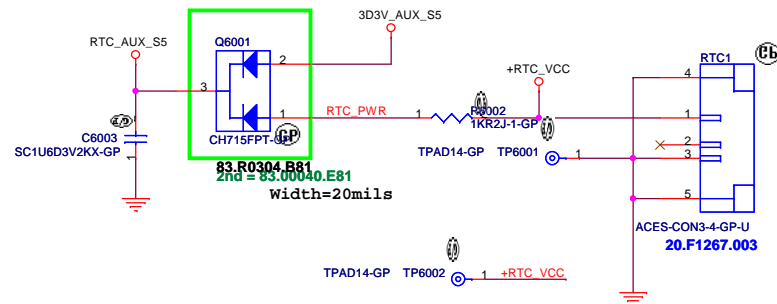 3D3V_AUX_S5
RTC_AUX_S5
Q6001
2
3
1
RTC_PWR
CH715FPT-GP
GP
C6003
SC1U6D3V2KX-GP
1
83.R0304.B81
2nd = 83.00040.E81
Width=20mils
+RTC_VCC
1
R6002
1KR2J-1-GP
TPAD14-GP TP6001
1
RTC1
4
1
2
3
5
ACES-CON3-4-GP-U
20.F1267.003
TPAD14-GP TP6002
1
+RTC_VCC